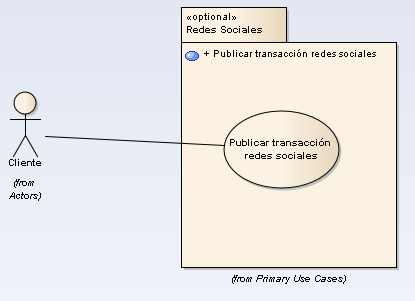 «optional»
Redes Sociales
+ Publicar transacción redes sociales
Publicar transacción
redes sociales
Cliente
(from
Actors)
(from Primary Use Cases)